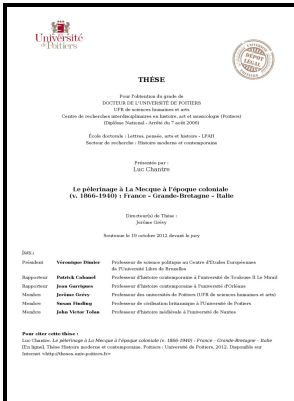 Université
de Poitiers
UNIVERSITÉ
DÉPÔT
LÉGAL
THÈSE
Pour l'obtention du grade de
DOCTEUR DE L'UNIVERSITÉ DE POITIERS
UFR de sciences humaines et arts
Centre de recherches interdisciplinaires en histoire, art et musicologie (Poitiers)
(Diplôme National - Arrêté du 7 août 2006)
École doctorale : Lettres, pensée, arts et histoire - LPAH
Secteur de recherche : Histoire moderne et contemporaine
Présentée par :
Luc Chantre
Le pèlerinage à La Mecque à l'époque coloniale
(v. 1866-1940) : France - Grande-Bretagne - Italie
Directeur(s) de Thèse :
Jérôme Grévy
Soutenue le 19 octobre 2012 devant le jury
Jury :
Président Véronique Dimier Professeur de science politique au Centre d'Études Européennes
de l'Université Libre de Bruxelles
Rapporteur Patrick Cabanel Professeur d'histoire contemporaine à l'université de Toulouse II Le Mirail
Rapporteur Jean Garrigues Professeur d'histoire contemporaine à l'université d'Orléans
Membre Jérôme Grévy Professeur des universités de Poitiers (UFR de sciences humaines et arts)
Membre Susan Finding Professeur de civilisation britannique à l'Université de Poitiers
Membre John Victor Tolan Professeur d'histoire médiévale à l'université de Nantes
Pour citer cette thèse :
Luc Chantre. Le pèlerinage à La Mecque à l'époque coloniale (v. 1866-1940) : France - Grande-Bretagne - Italie
[En ligne]. Thèse Histoire moderne et contemporaine. Poitiers : Université de Poitiers, 2012. Disponible sur
Internet <http://theses.univ-poitiers.fr>